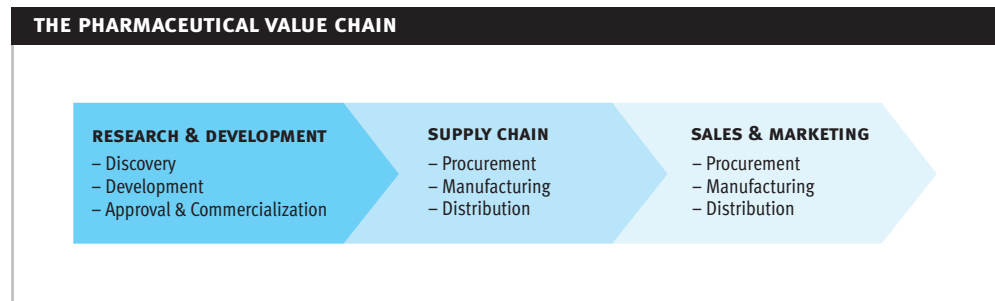 THE PHARMACEUTICAL VALUE CHAIN
RESEARCH & DEVELOPMENT
– Discovery
– Development
– Approval & Commercialization
SUPPLY CHAIN
– Procurement
– Manufacturing
– Distribution
SALES & MARKETING
– Procurement
– Manufacturing
– Distribution